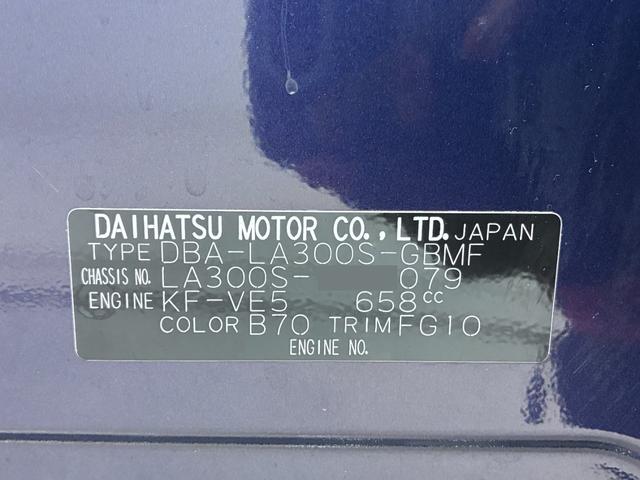 DAIHATSU MOTOR CO., LTD. JAPAN
TYPE DBA-LA300S-GBMF
CHASSIS NO. LA300S- 079
ENGINE KF-VE5 658cc
COLOR B70 TRIM FG10
ENGINE NO.